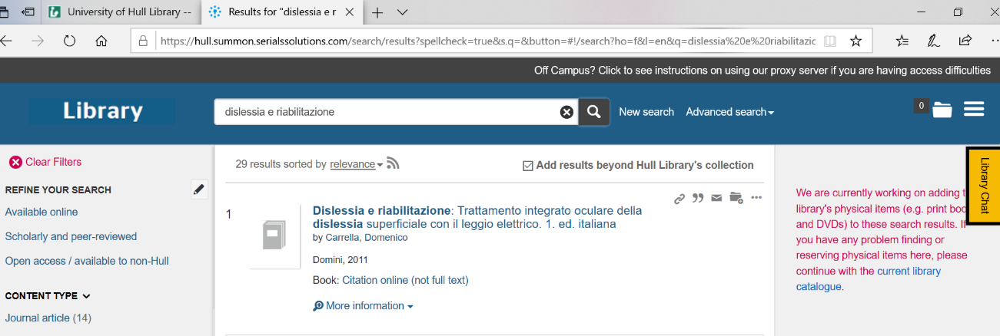 University of Hull Library --
Results for "dislessia e r
https://hull.summon.serialssolutions.com/search/results?spellcheck=true&s.q=&button=#!/search?ho=f&l=en&q=dislessia%20e%20riabilitazic
Off Campus? Click to see instructions on using our proxy server if you are having access difficulties
Library
dislessia e riabilitazione
New search
Advanced search
0
Clear Filters
REFINE YOUR SEARCH
Available online
Scholarly and peer-reviewed
Open access / available to non-Hull
CONTENT TYPE
Journal article (14)
29 results sorted by relevance
Add results beyond Hull Library's collection
1
Dislessia e riabilitazione: Trattamento integrato oculare della
dislessia superficiale con il leggio elettrico. 1. ed. italiana
by Carrella, Domenico
Domini, 2011
Book: Citation online (not full text)
More information
We are currently working on adding t
library's physical items (e.g. print boo
and DVDs) to these search results. If
you have any problem finding or
reserving physical items here, please
continue with the current library
catalogue.
Library Chat